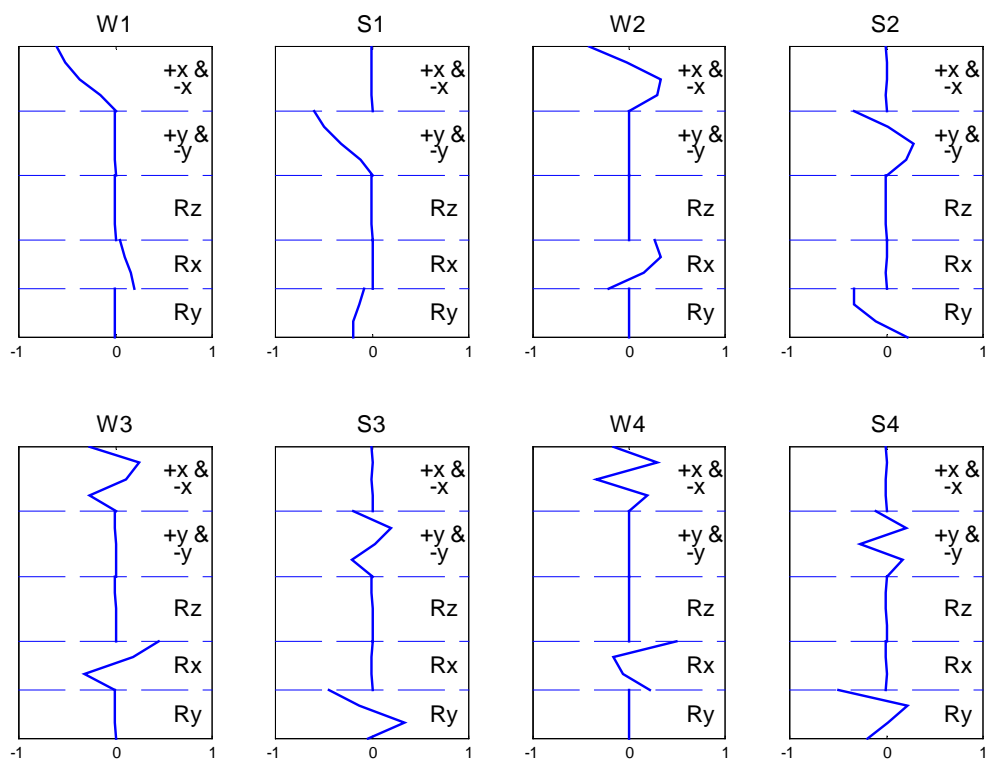 W1
S1
W2
S2
+x &
-x
+y &
-y
Rz
Rx
Ry
-1 0 1
+x &
-x
+y &
-y
Rz
Rx
Ry
-1 0 1
+x &
-x
+y &
-y
Rz
Rx
Ry
-1 0 1
+x &
-x
+y &
-y
Rz
Rx
Ry
-1 0 1
W3
S3
W4
S4
+x &
-x
+y &
-y
Rz
Rx
Ry
-1 0 1
+x &
-x
+y &
-y
Rz
Rx
Ry
-1 0 1
+x &
-x
+y &
-y
Rz
Rx
Ry
-1 0 1
+x &
-x
+y &
-y
Rz
Rx
Ry
-1 0 1